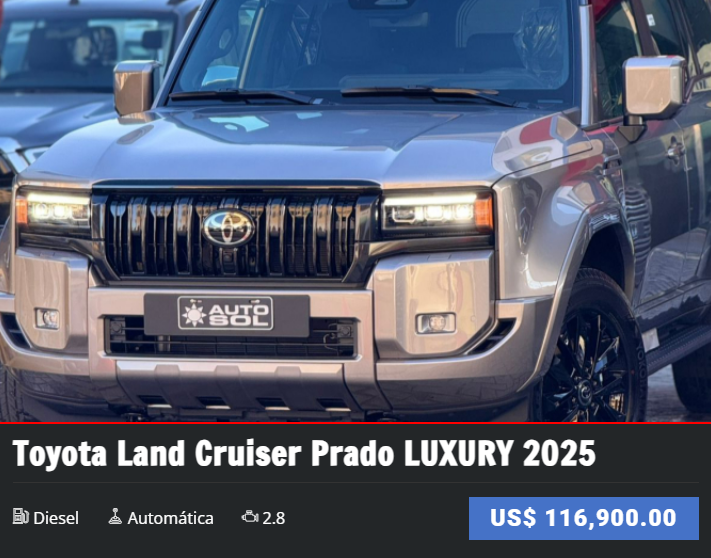 AUTO
SOL
Toyota Land Cruiser Prado LUXURY 2025
Diesel Automática 2.8
US$ 116,900.00